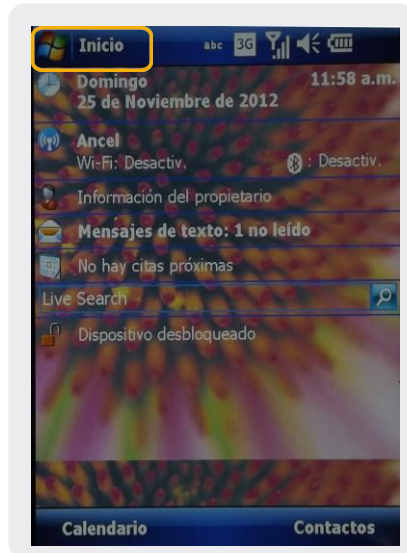 Inicio abc 3G
Domingo 11:58 a.m.
25 de Noviembre de 2012
Ancel
Wi-Fi: Desactiv. : Desactiv.
Información del propietario
Mensajes de texto: 1 no leído
No hay citas próximas
Live Search
Dispositivo desbloqueado
Calendario Contactos